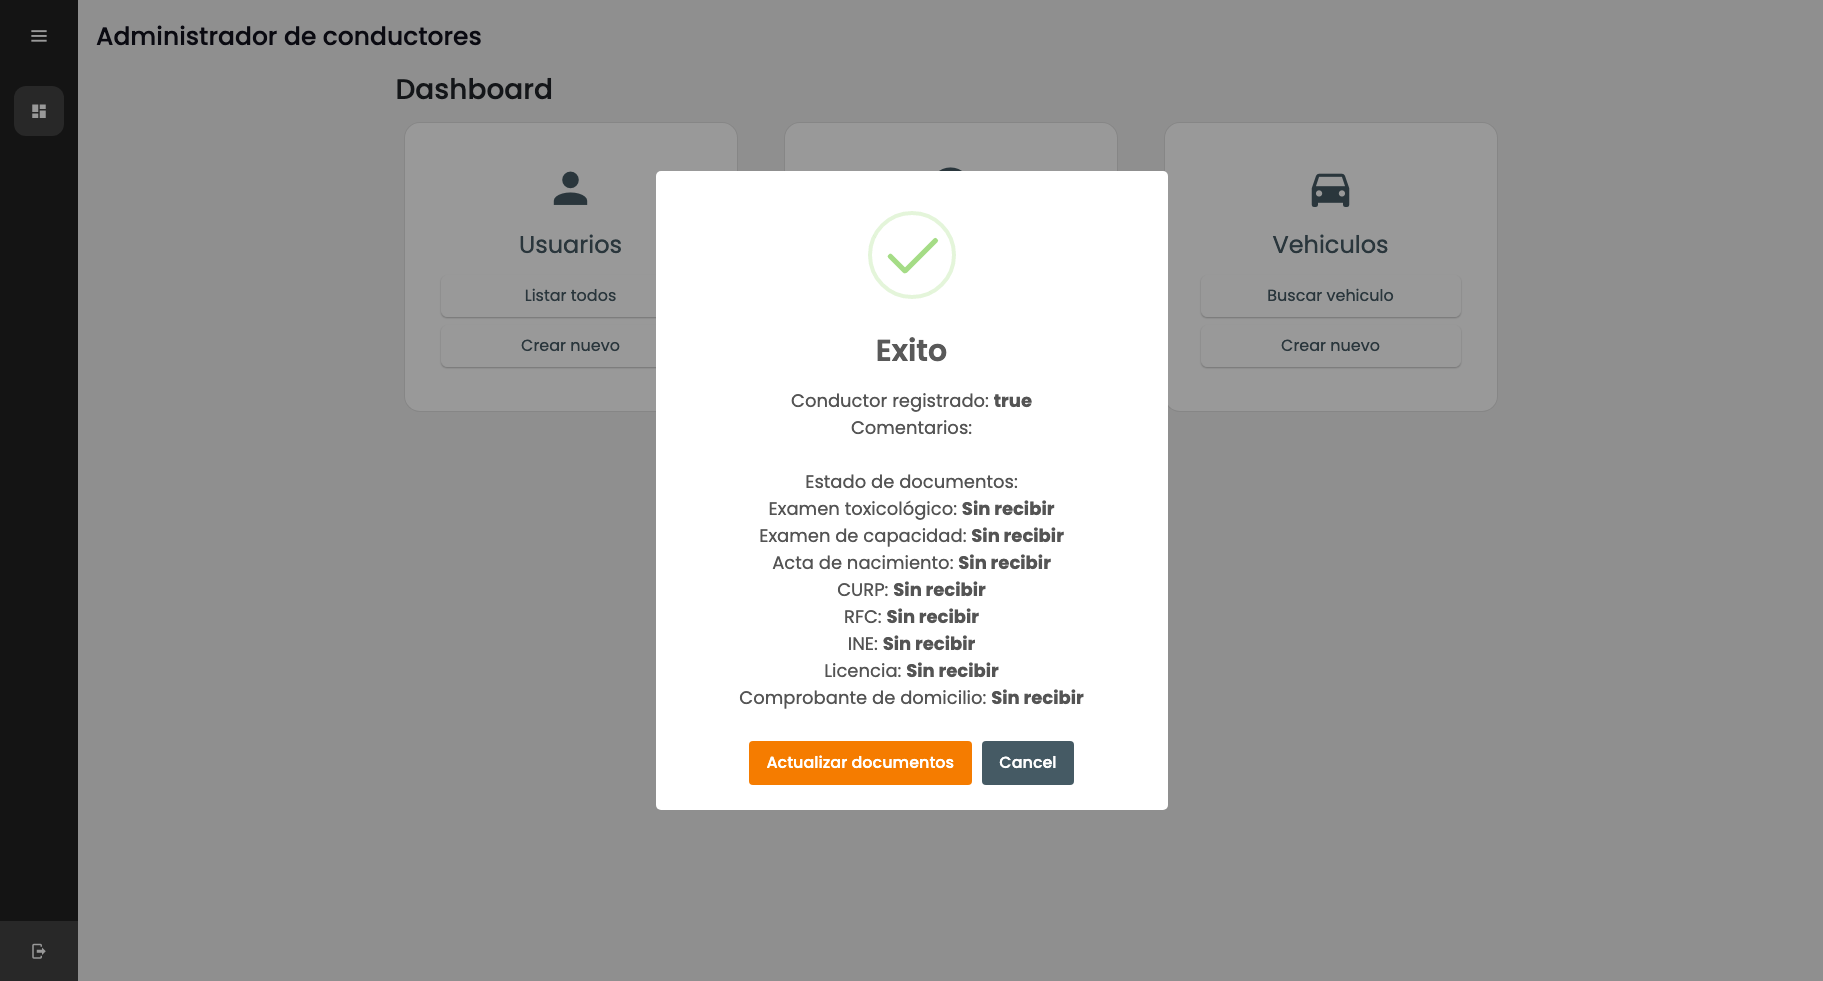 Administrador de conductores
Dashboard
Usuarios
Listar todos
Crear nuevo
Vehiculos
Buscar vehiculo
Crear nuevo
Exito
Conductor registrado: true
Comentarios:
Estado de documentos:
Examen toxicológico: Sin recibir
Examen de capacidad: Sin recibir
Acta de nacimiento: Sin recibir
CURP: Sin recibir
RFC: Sin recibir
INE: Sin recibir
Licencia: Sin recibir
Comprobante de domicilio: Sin recibir
Actualizar documentos
Cancel